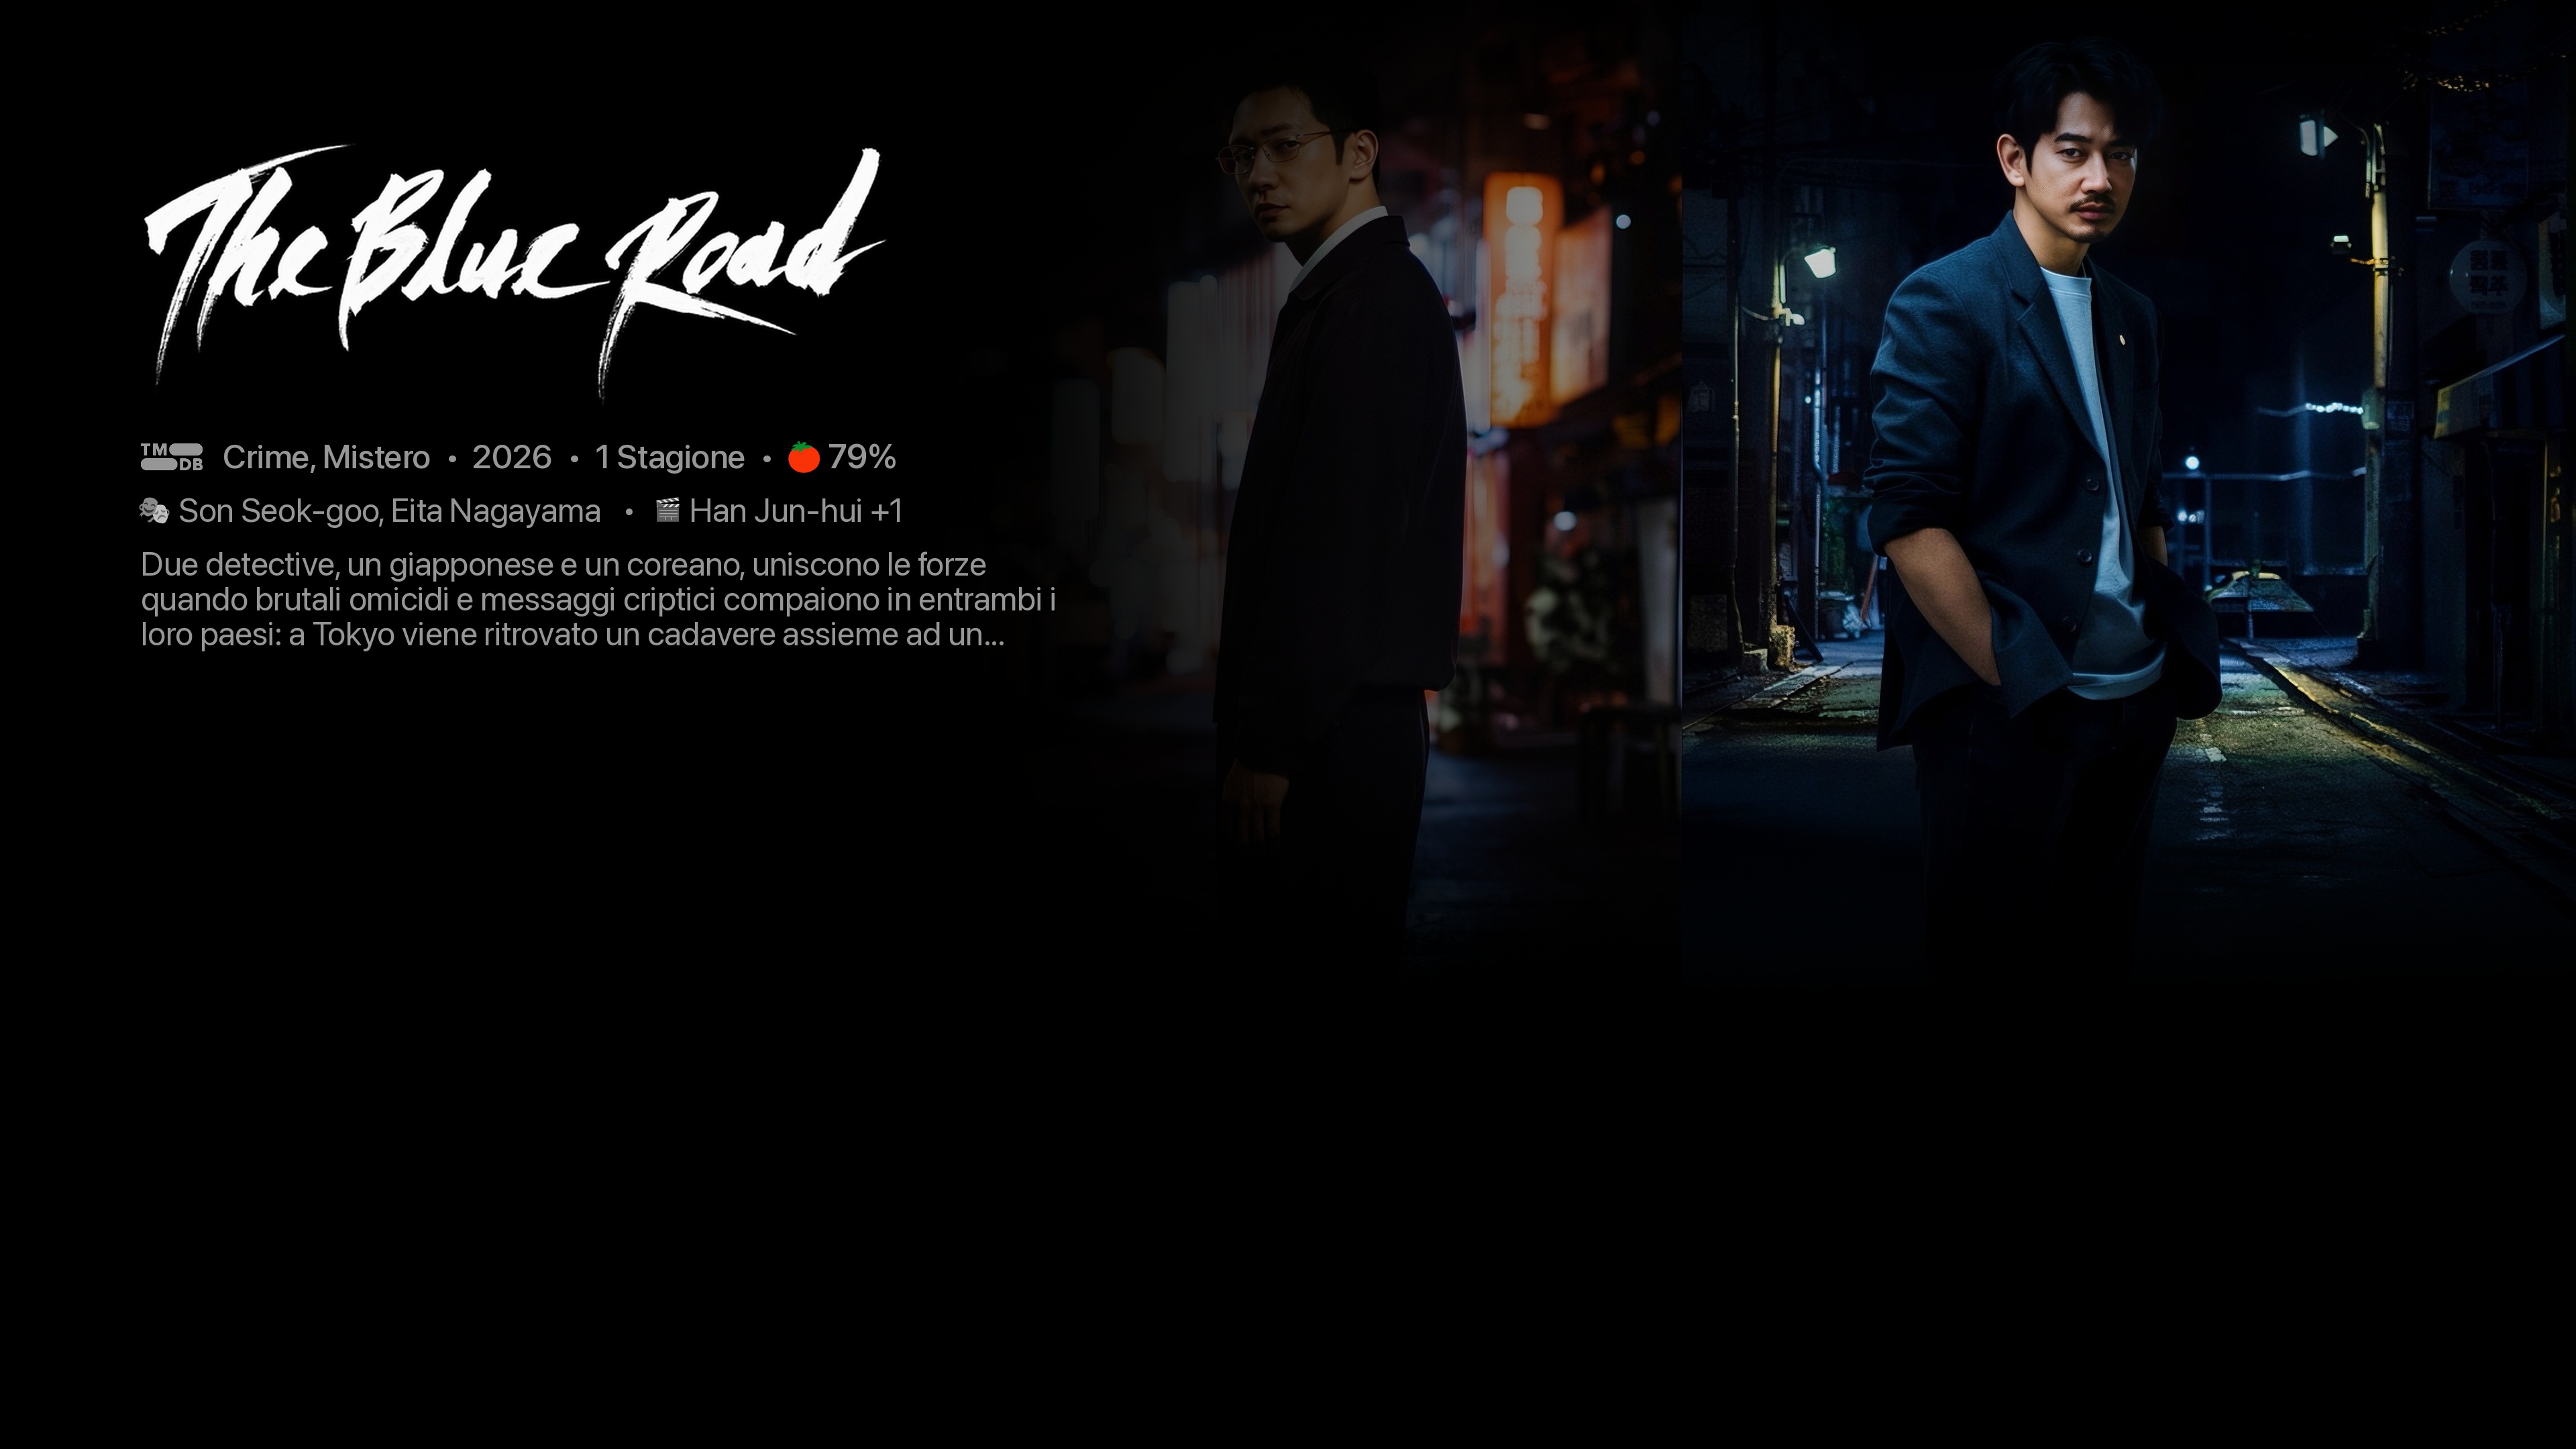 The Blue Road
TMDB Crime, Mistero • 2026 • 1 Stagione • 79%
Son Seok-goo, Eita Nagayama • Han Jun-hui +1
Due detective, un giapponese e un coreano, uniscono le forze
quando brutali omicidi e messaggi criptici compaiono in entrambi i
loro paesi: a Tokyo viene ritrovato un cadavere assieme ad un...